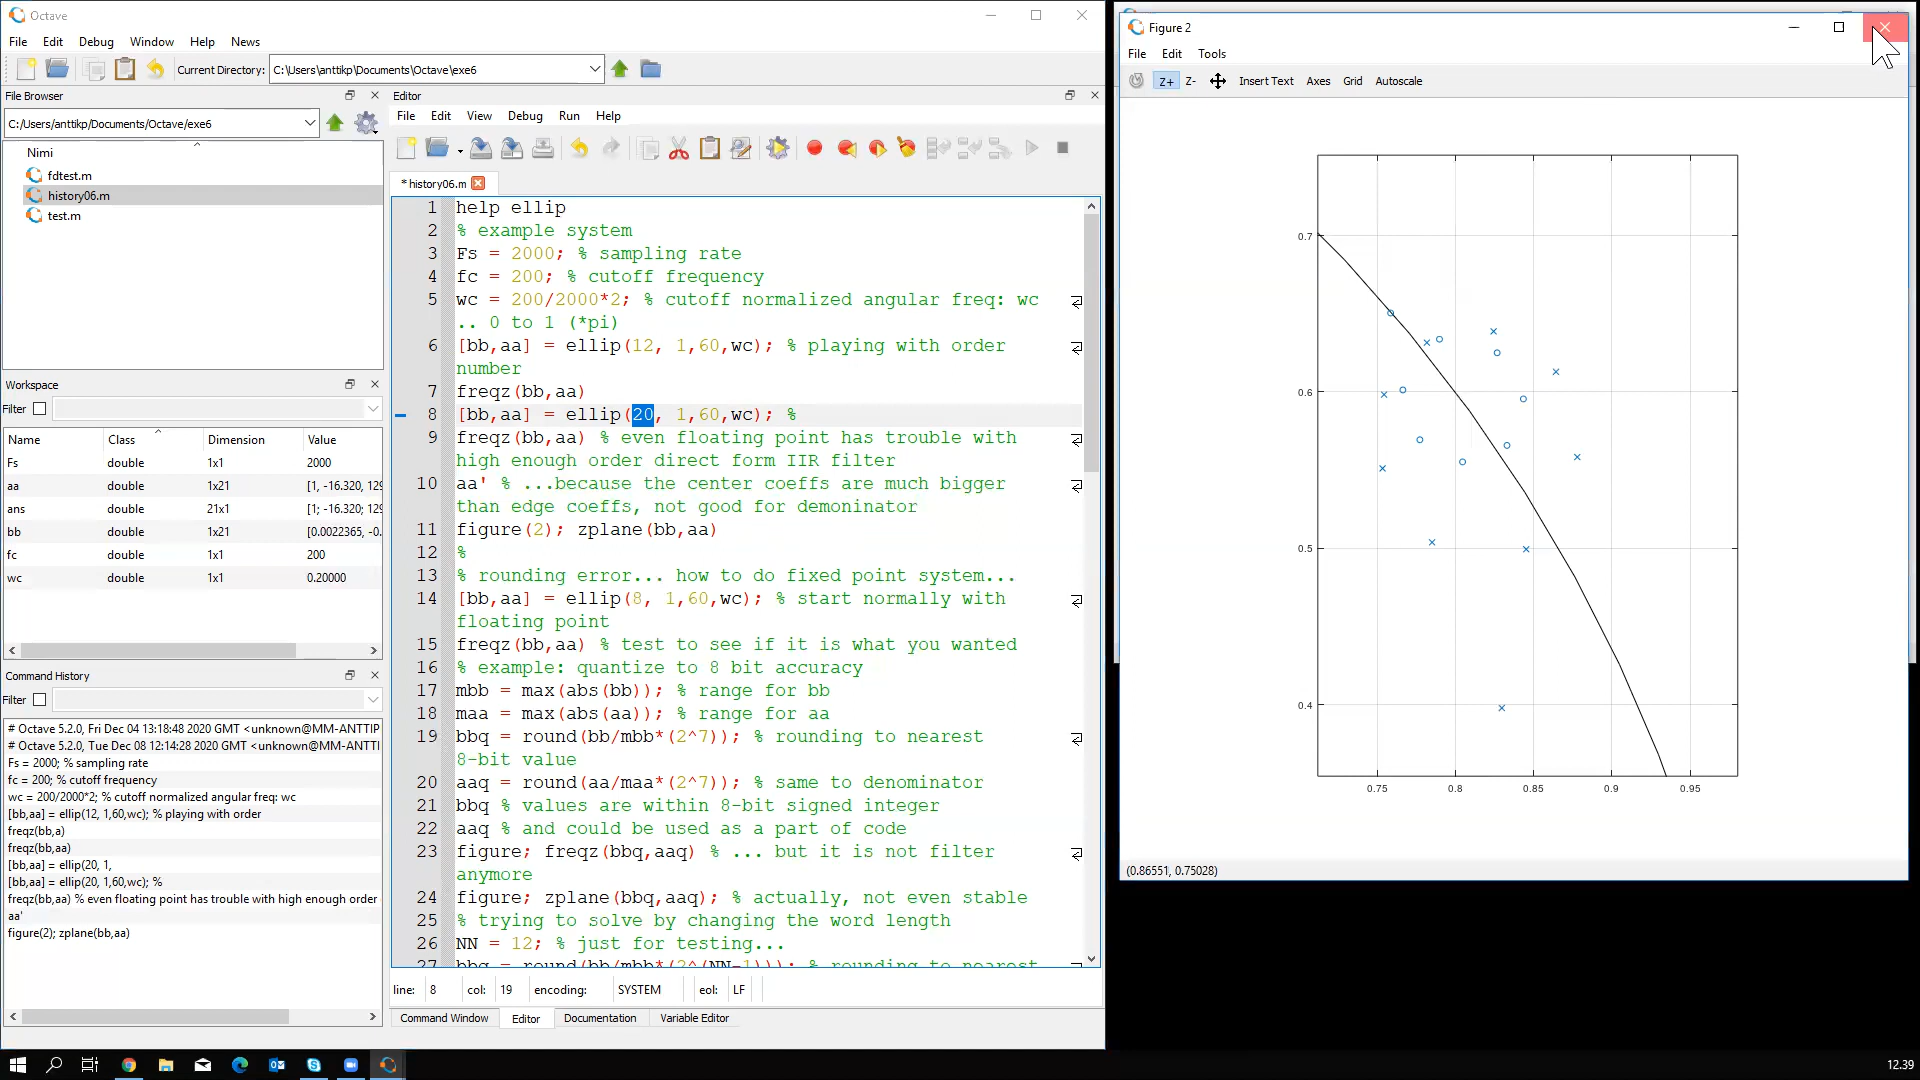 Octave
File Edit Debug Window Help News
Current Directory: C:\Users\anttikp\Documents\Octave\exe6
File Browser
C:/Users/anttikp/Documents/Octave/exe6
Nimi
fdtest.m
history06.m
test.m
Workspace
Filter
Name Class Dimension Value
Fs double 1x1 2000
aa double 1x21 [1, -16.320, 129
ans double 21x1 [1; -16.320; 129
bb double 1x21 [0.0022365, -0.
fc double 1x1 200
wc double 1x1 0.20000
Command History
Filter
# Octave 5.2.0, Fri Dec 04 13:18:48 2020 GMT <unknown@MM-ANTTIP
# Octave 5.2.0, Tue Dec 08 12:14:28 2020 GMT <unknown@MM-ANTTI
Fs = 2000; % sampling rate
fc = 200; % cutoff frequency
wc = 200/2000*2; % cutoff normalized angular freq: wc
[bb,aa] = ellip(12, 1,60,wc); % playing with order
freqz(bb,a)
freqz(bb,aa)
[bb,aa] = ellip(20, 1,
[bb,aa] = ellip(20, 1,60,wc); %
freqz(bb,aa) % even floating point has trouble with high enough order
aa'
figure(2); zplane(bb,aa)
Editor
File Edit View Debug Run Help
* history06.m
1 help ellip
2 % example system
3 Fs = 2000; % sampling rate
4 fc = 200; % cutoff frequency
5 wc = 200/2000*2; % cutoff normalized angular freq: wc
.. 0 to 1 (*pi)
6 [bb,aa] = ellip(12, 1,60,wc); % playing with order
number
7 freqz(bb,aa)
8 [bb,aa] = ellip(20, 1,60,wc); %
9 freqz(bb,aa) % even floating point has trouble with
high enough order direct form IIR filter
10 aa' % ...because the center coeffs are much bigger
than edge coeffs, not good for demoninator
11 figure(2); zplane(bb,aa)
12 %
13 % rounding error... how to do fixed point system...
14 [bb,aa] = ellip(8, 1,60,wc); % start normally with
floating point
15 freqz(bb,aa) % test to see if it is what you wanted
16 % example: quantize to 8 bit accuracy
17 mbb = max(abs(bb)); % range for bb
18 maa = max(abs(aa)); % range for aa
19 bbq = round(bb/mbb*(2^7)); % rounding to nearest
8-bit value
20 aaq = round(aa/maa*(2^7)); % same to denominator
21 bbq % values are within 8-bit signed integer
22 aaq % and could be used as a part of code
23 figure; freqz(bbq,aaq) % ... but it is not filter
anymore
24 figure; zplane(bbq,aaq); % actually, not even stable
25 % trying to solve by changing the word length
26 NN = 12; % just for testing...
27 bbq = round(bb/mbb*(2^(NN-1))); % rounding to nearest
line: 8 col: 19 encoding: SYSTEM eol: LF
Command Window Editor Documentation Variable Editor
Figure 2
File Edit Tools
Z+ Z- Insert Text Axes Grid Autoscale
0.7
0.6
0.5
0.4
0.75 0.8 0.85 0.9 0.95
(0.86551, 0.75028)
12.39